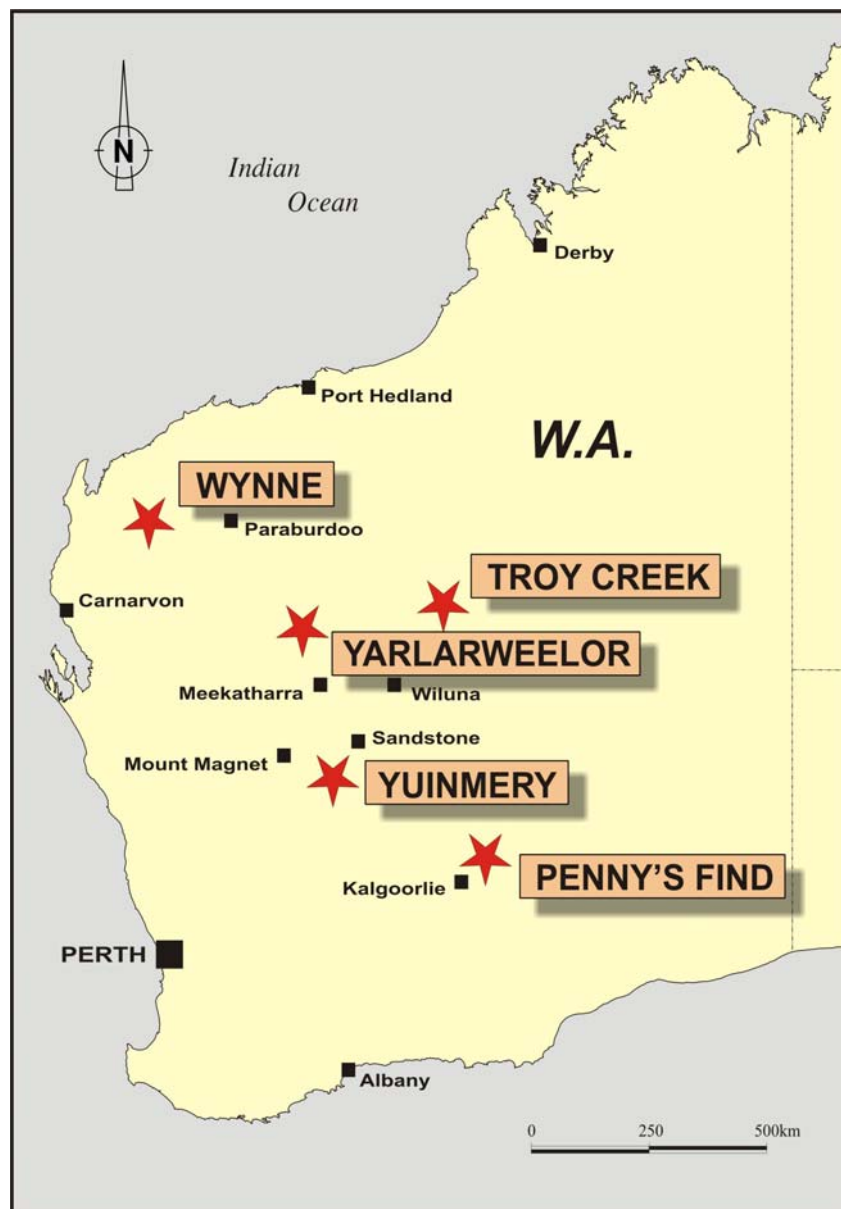 N
Indian
Ocean
Derby
Port Hedland
W.A.
WYNNE
Paraburdoo
TROY CREEK
Carnarvon
YARLARWEELOR
Meekatharra
Wiluna
Sandstone
Mount Magnet
YUINMERY
PENNY'S FIND
Kalgoorlie
PERTH
Albany
0 250 500km